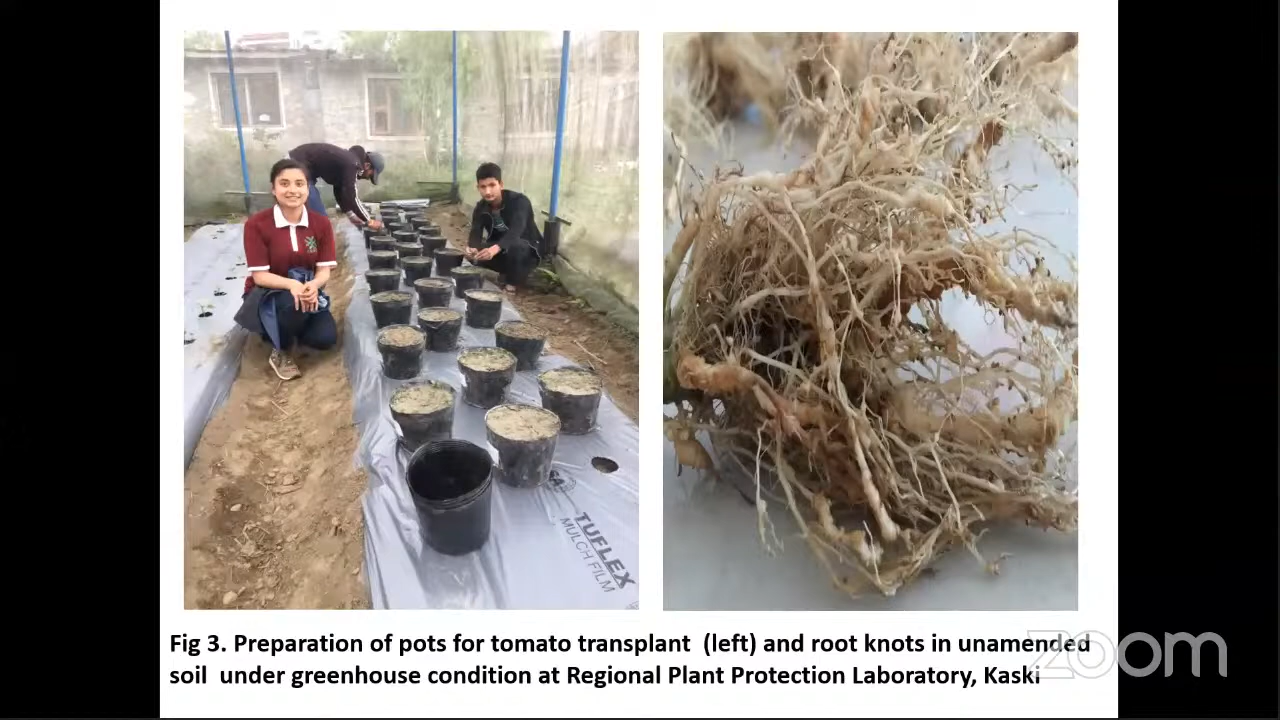 TUFLEX
MULCH FILM
Fig 3. Preparation of pots for tomato transplant  (left) and root knots in unamended
soil  under greenhouse condition at Regional Plant Protection Laboratory, Kaski
zoom